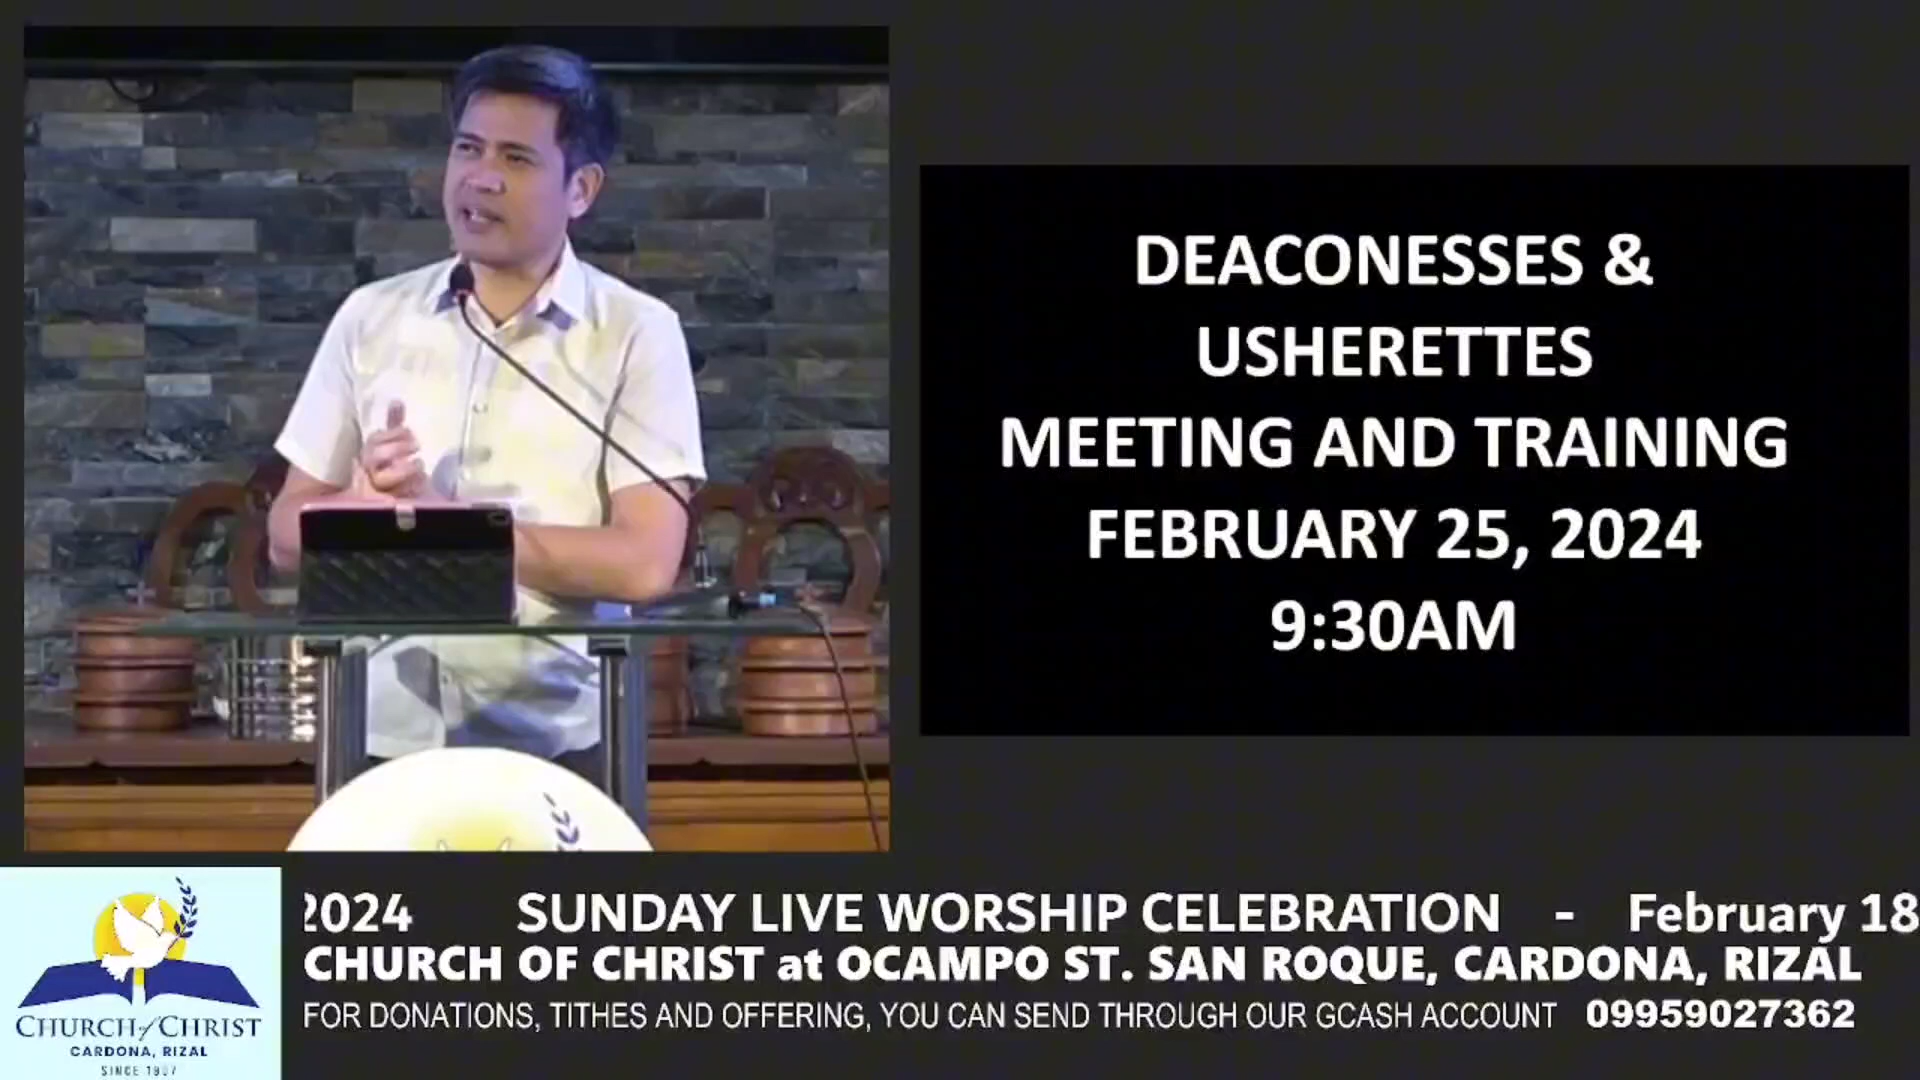 DEACONESSES &
USHERETTES
MEETING AND TRAINING
FEBRUARY 25, 2024
9:30AM
2024 SUNDAY LIVE WORSHIP CELEBRATION - February 18
CHURCH OF CHRIST at OCAMPO ST. SAN ROQUE, CARDONA, RIZAL
FOR DONATIONS, TITHES AND OFFERING, YOU CAN SEND THROUGH OUR GCASH ACCOUNT 09959027362
CHURCH of CHRIST
CARDONA, RIZAL
SINCE